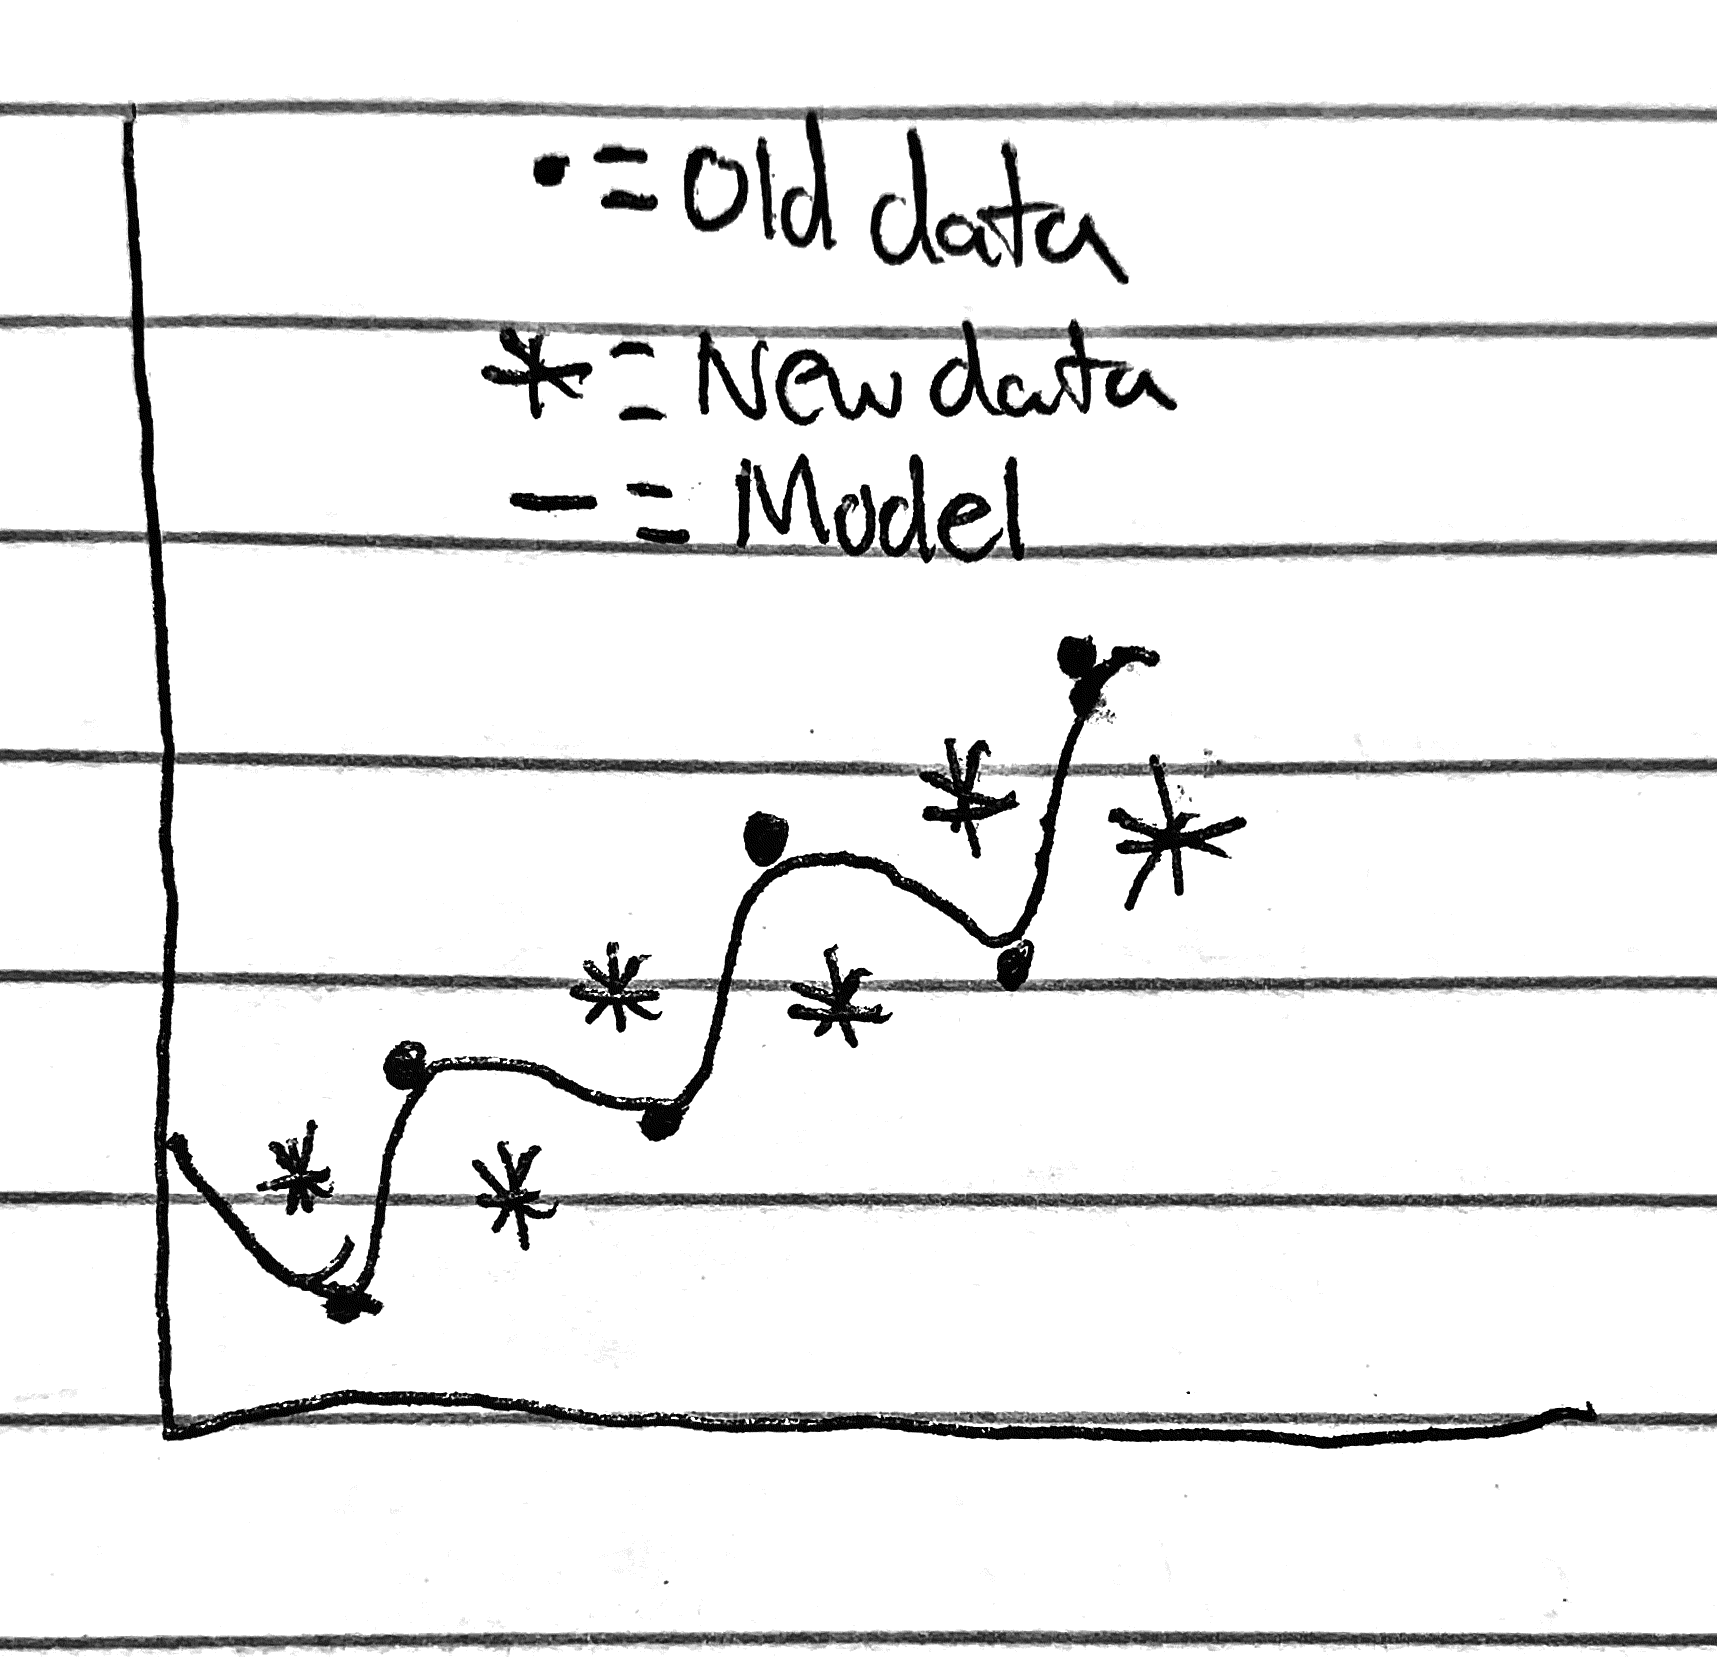 • = Old data
* = New data
— = Model